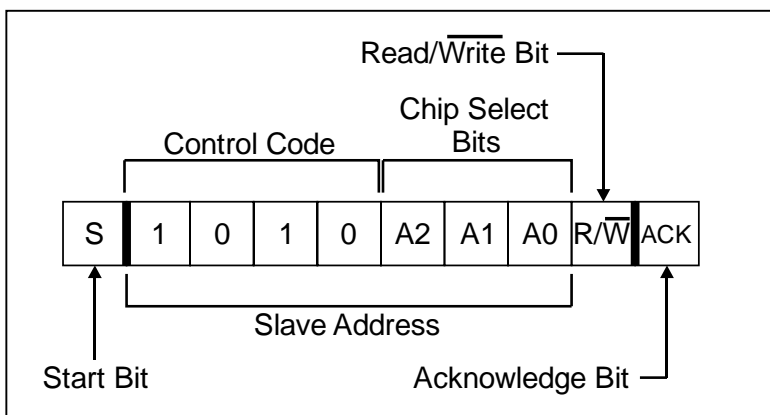 Read/Write Bit
Chip Select
Bits
Control Code
S 1 0 1 0 A2 A1 A0 R/W ACK
Slave Address
Start Bit Acknowledge Bit